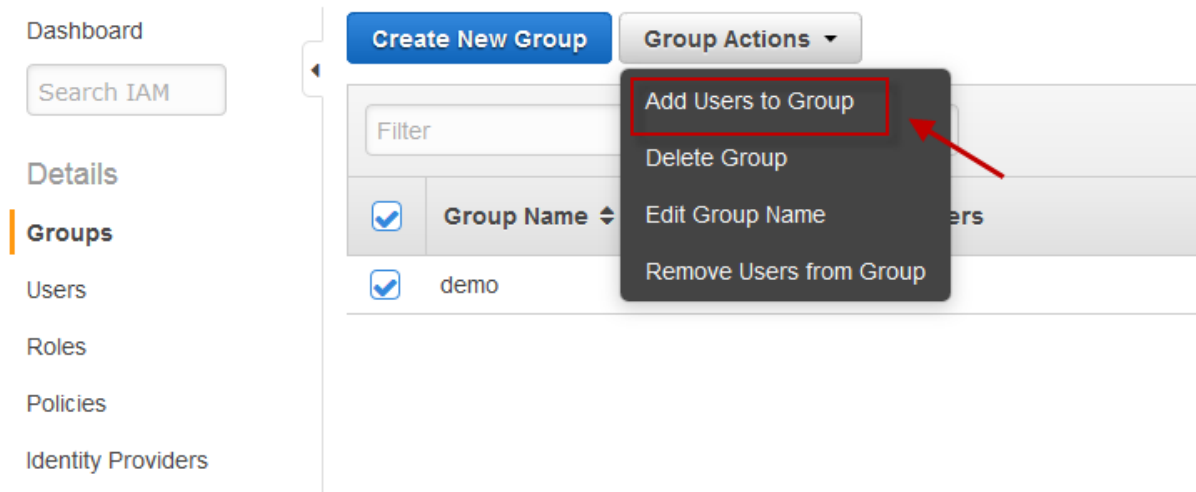 Dashboard
Search IAM
Details
Groups
Users
Roles
Policies
Identity Providers
Create New Group
Group Actions
Add Users to Group
Delete Group
Edit Group Name
Remove Users from Group
Filter
Group Name
demo